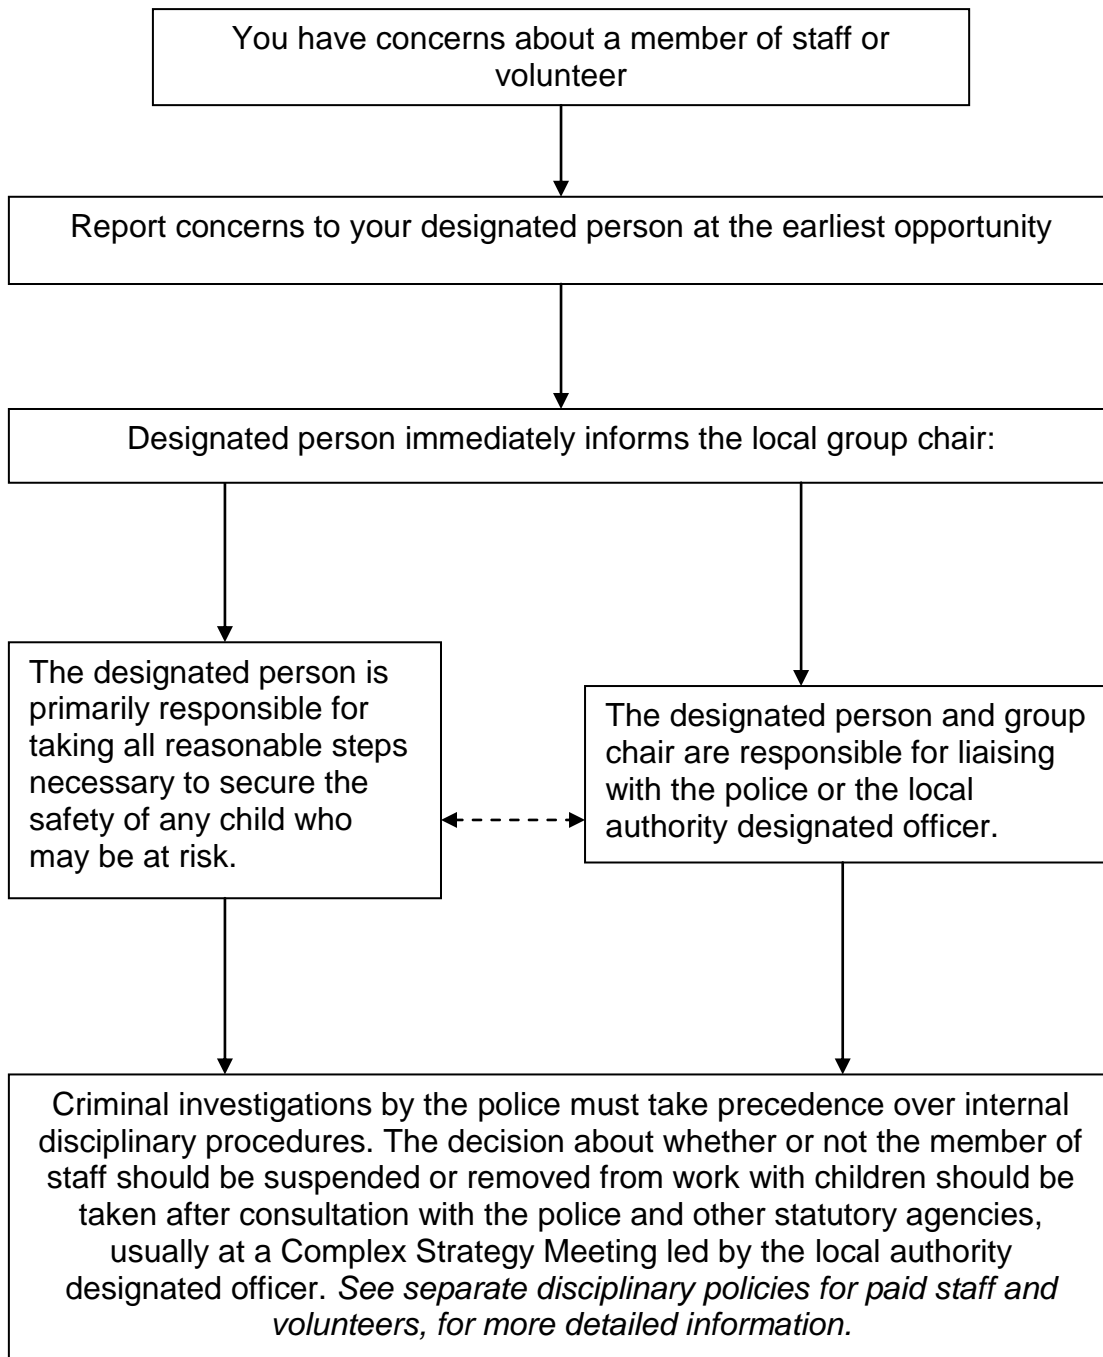 You have concerns about a member of staff or
volunteer
Report concerns to your designated person at the earliest opportunity
Designated person immediately informs the local group chair:
The designated person is
primarily responsible for
taking all reasonable steps
necessary to secure the
safety of any child who
may be at risk.
The designated person and group
chair are responsible for liaising
with the police or the local
authority designated officer.
Criminal investigations by the police must take precedence over internal
disciplinary procedures. The decision about whether or not the member of
staff should be suspended or removed from work with children should be
taken after consultation with the police and other statutory agencies,
usually at a Complex Strategy Meeting led by the local authority
designated officer. See separate disciplinary policies for paid staff and
volunteers, for more detailed information.